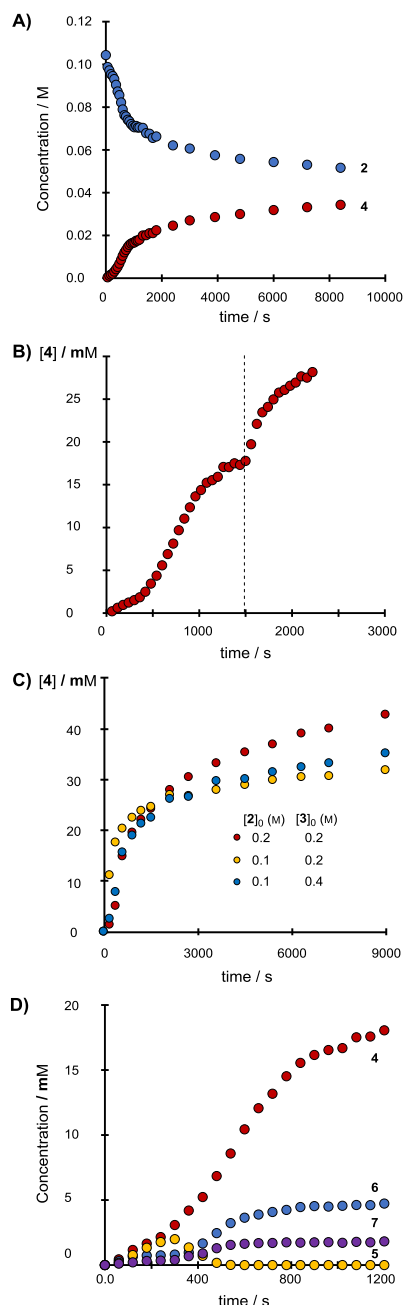 A)
Concentration / M
0.12
0.10
0.08
0.06
0.04
0.02
0.0
2
4
0 2000 4000 6000 8000 10000
time / s
B) [4] / mM
25
20
15
10
5
0
0 1000 2000 3000
time / s
C) [4] / mM
40
30
20
10
0
[2]0 (M) [3]0 (M)
0.2 0.2
0.1 0.2
0.1 0.4
0 3000 6000 9000
time / s
D)
Concentration / mM
20
15
10
5
0
4
6
7
5
0.0 400 800 1200
time / s